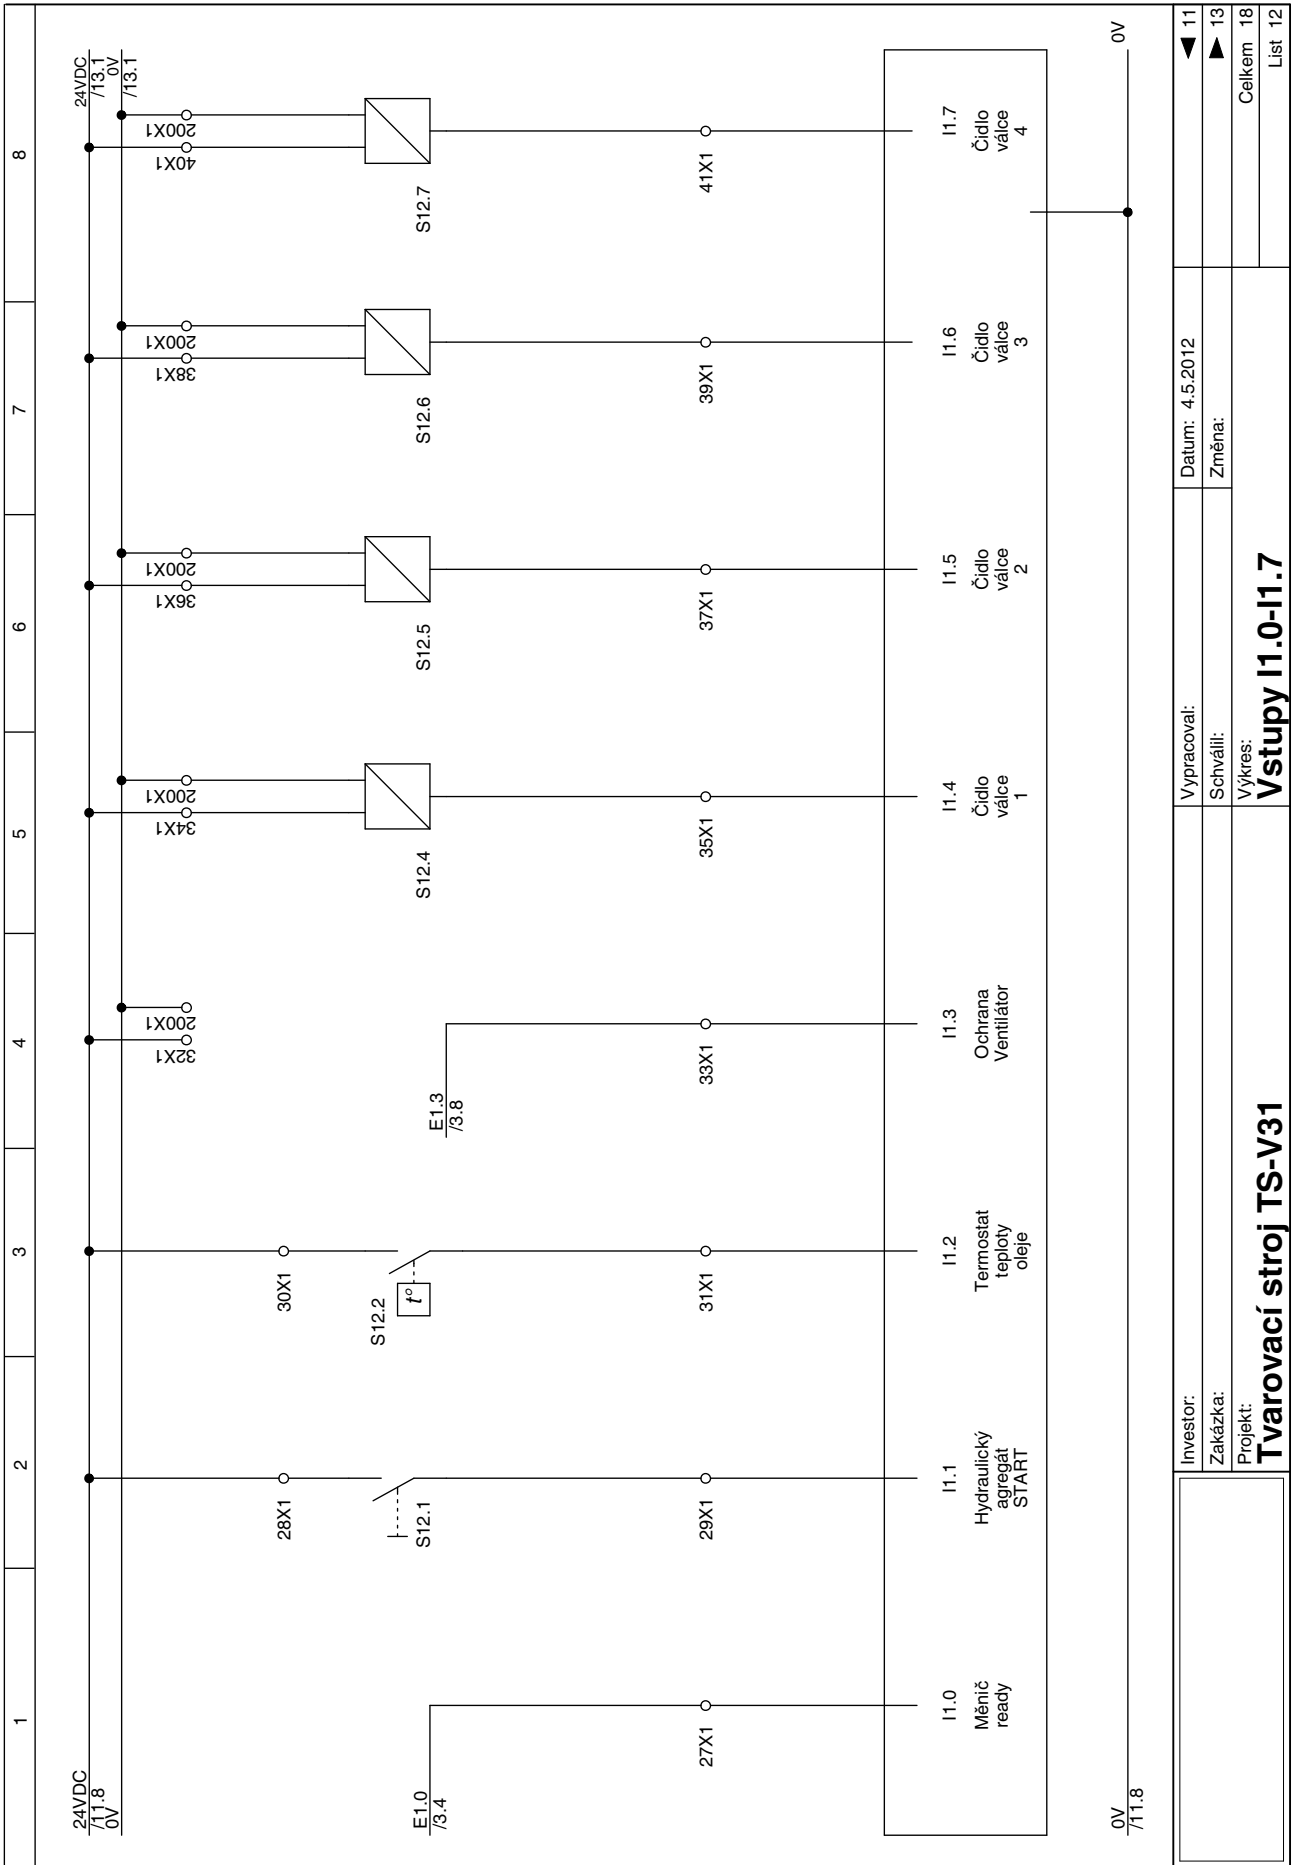 1
2
3
4
5
6
7
8
24VDC
/11.8
0V
24VDC
/13.1
0V
/13.1
32X1
200X1
34X1
200X1
36X1
200X1
38X1
200X1
40X1
200X1
28X1
30X1
S12.1
S12.2
t°
S12.4
S12.5
S12.6
S12.7
E1.0
/3.4
E1.3
/3.8
27X1
29X1
31X1
33X1
35X1
37X1
39X1
41X1
I1.0
Měnič
ready
I1.1
Hydraulický
agregát
START
I1.2
Termostat
teploty
oleje
I1.3
Ochrana
Ventilátor
I1.4
Čidlo
válce
1
I1.5
Čidlo
válce
2
I1.6
Čidlo
válce
3
I1.7
Čidlo
válce
4
0V
/11.8
0V
Investor:
Zakázka:
Projekt:
Tvarovací stroj TS-V31
Vypracoval:
Schválil:
Výkres:
Vstupy I1.0-I1.7
Datum: 4.5.2012
Změna:
11
13
Celkem 18
List 12